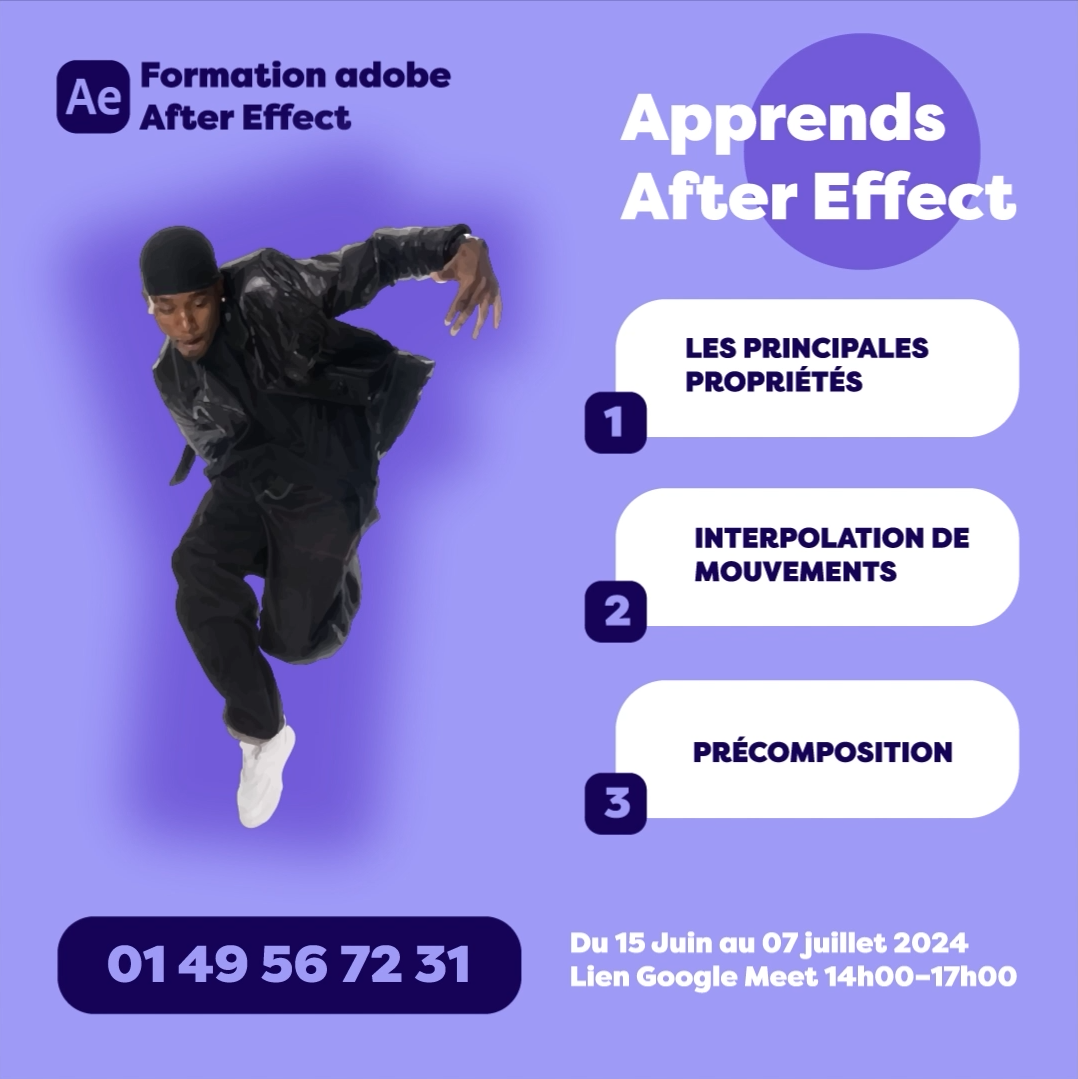 Ae
Formation adobe
After Effect
Apprends
After Effect
LES PRINCIPALES
PROPRIÉTÉS
1
INTERPOLATION DE
MOUVEMENTS
2
PRÉCOMPOSITION
3
01 49 56 72 31
Du 15 Juin au 07 juillet 2024
Lien Google Meet 14h00–17h00